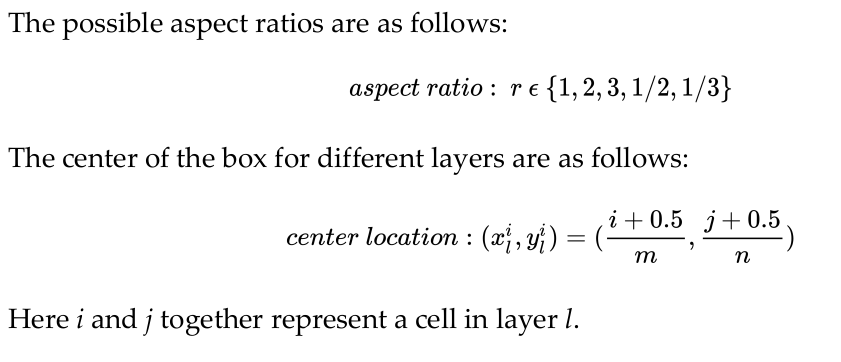 The possible aspect ratios are as follows:
aspect ratio : r ϵ {1, 2, 3, 1/2, 1/3}
The center of the box for different layers are as follows:
center location : (x_l^i, y_l^i) = (\frac{i + 0.5}{m}, \frac{j + 0.5}{n})
Here i and j together represent a cell in layer l.